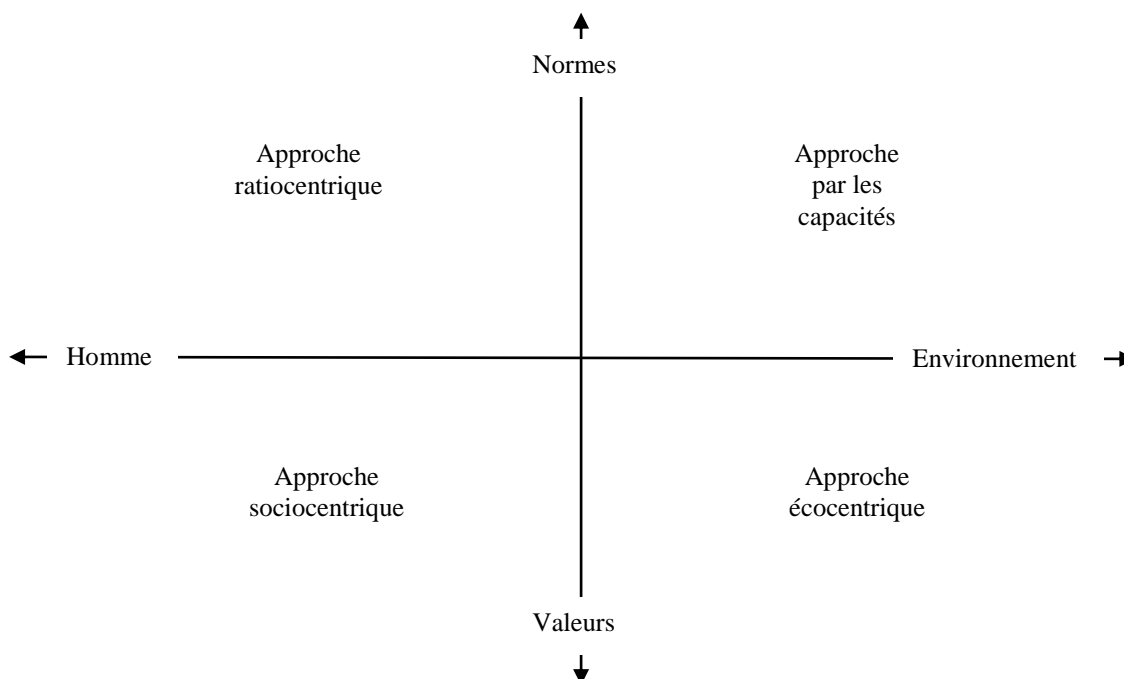 Normes
Approche
ratiocentrique
Approche
par les
capacités
Homme
Environnement
Approche
sociocentrique
Approche
écocentrique
Valeurs